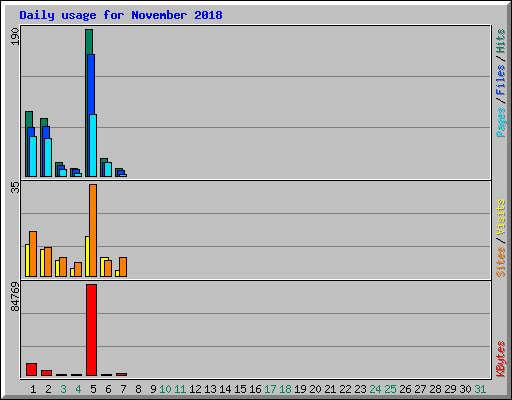 Daily usage for November 2018
190
Pages / Files / Hits
35
Sites / Visits
84769
KBytes
1 2 3 4 5 6 7 8 9 10 11 12 13 14 15 16 17 18 19 20 21 22 23 24 25 26 27 28 29 30 31